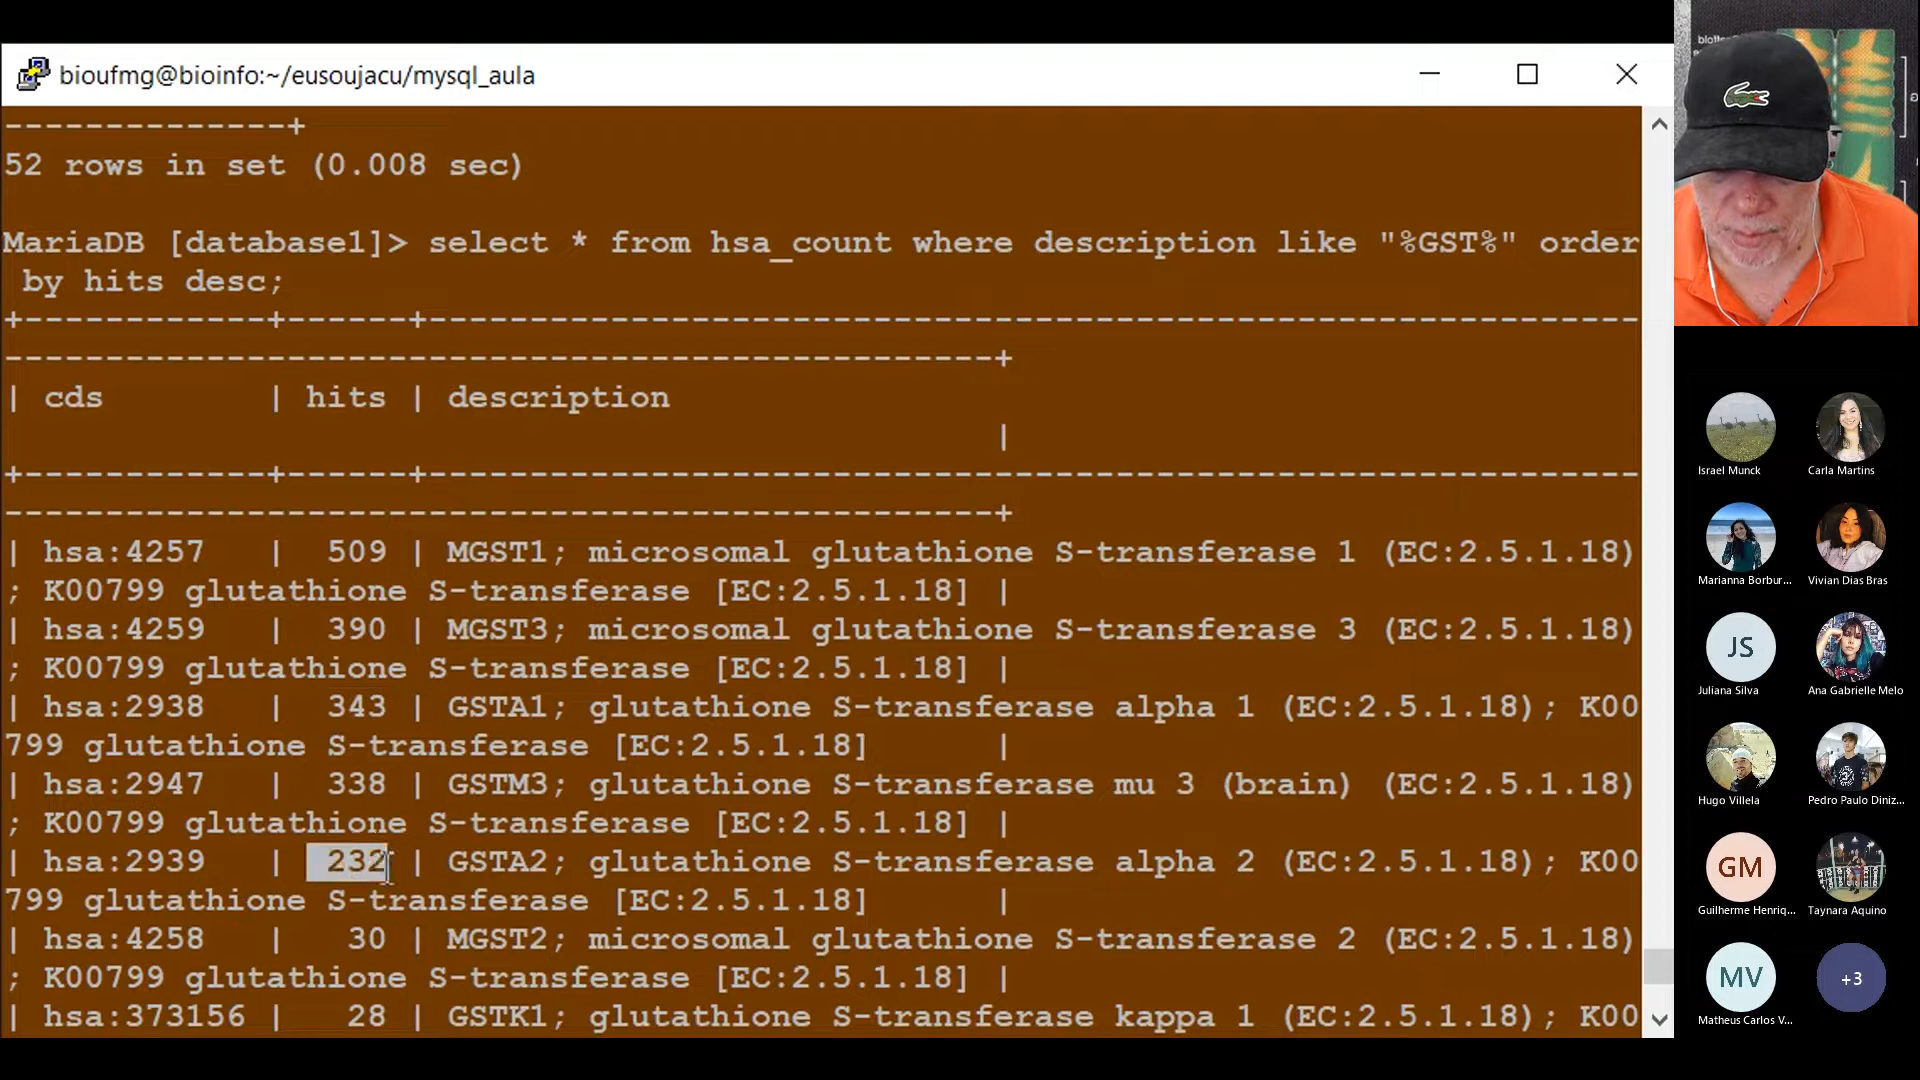 bioufmg@bioinfo:~/eusoujacu/mysql_aula
--------------+
52 rows in set (0.008 sec)
MariaDB [database1]> select * from hsa_count where description like "%GST%" order
by hits desc;
+------------+------+------------------------------------------------------------
-------------------------------------------------+
| cds | hits | description
|
+------------+------+------------------------------------------------------------
-------------------------------------------------+
| hsa:4257 | 509 | MGST1; microsomal glutathione S-transferase 1 (EC:2.5.1.18)
; K00799 glutathione S-transferase [EC:2.5.1.18] |
| hsa:4259 | 390 | MGST3; microsomal glutathione S-transferase 3 (EC:2.5.1.18)
; K00799 glutathione S-transferase [EC:2.5.1.18] |
| hsa:2938 | 343 | GSTA1; glutathione S-transferase alpha 1 (EC:2.5.1.18); K00
799 glutathione S-transferase [EC:2.5.1.18] |
| hsa:2947 | 338 | GSTM3; glutathione S-transferase mu 3 (brain) (EC:2.5.1.18)
; K00799 glutathione S-transferase [EC:2.5.1.18] |
| hsa:2939 | 232 | GSTA2; glutathione S-transferase alpha 2 (EC:2.5.1.18); K00
799 glutathione S-transferase [EC:2.5.1.18] |
| hsa:4258 | 30 | MGST2; microsomal glutathione S-transferase 2 (EC:2.5.1.18)
; K00799 glutathione S-transferase [EC:2.5.1.18] |
| hsa:373156 | 28 | GSTK1; glutathione S-transferase kappa 1 (EC:2.5.1.18); K00
Israel Munck
Carla Martins
Marianna Borbur...
Vivian Dias Bras
JS
Juliana Silva
Ana Gabrielle Melo
Hugo Villela
Pedro Paulo Diniz...
GM
Guilherme Henriq...
Taynara Aquino
MV
Matheus Carlos V...
+3